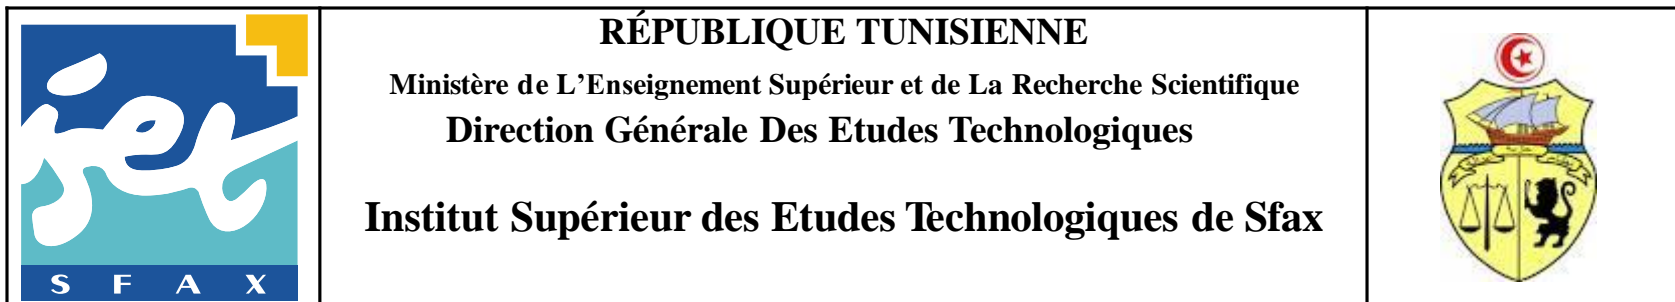 iset
SFAX
RÉPUBLIQUE TUNISIENNE
Ministère de L’Enseignement Supérieur et de La Recherche Scientifique
Direction Générale Des Etudes Technologiques
Institut Supérieur des Etudes Technologiques de Sfax